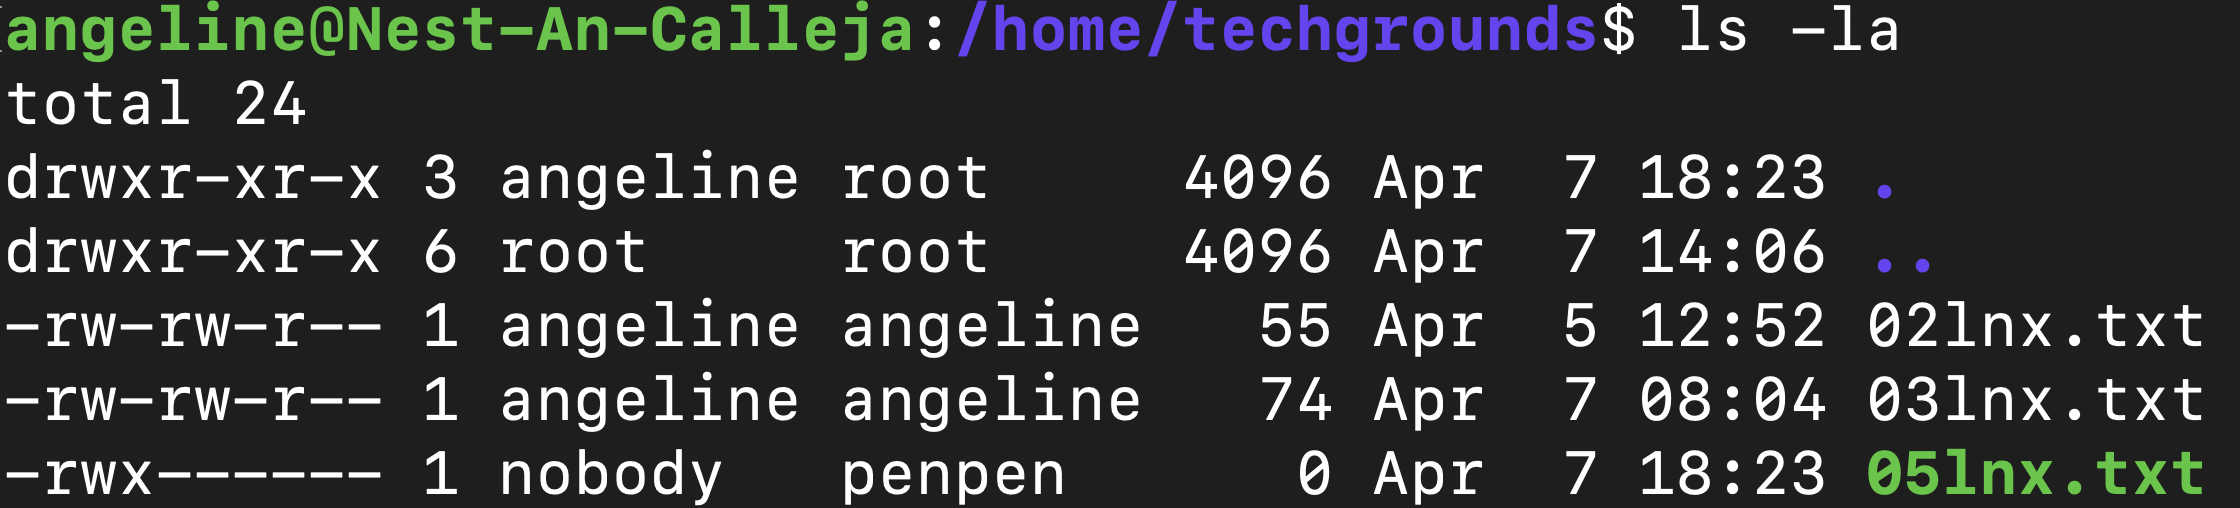 angeline@Nest-An-Calleja:/home/techgrounds$ ls -la
total 24
drwxr-xr-x 3 angeline root     4096 Apr  7 18:23 .
drwxr-xr-x 6 root     root     4096 Apr  7 14:06 ..
-rw-rw-r-- 1 angeline angeline   55 Apr  5 12:52 02lnx.txt
-rw-rw-r-- 1 angeline angeline   74 Apr  7 08:04 03lnx.txt
-rwx------ 1 nobody   penpen      0 Apr  7 18:23 05lnx.txt